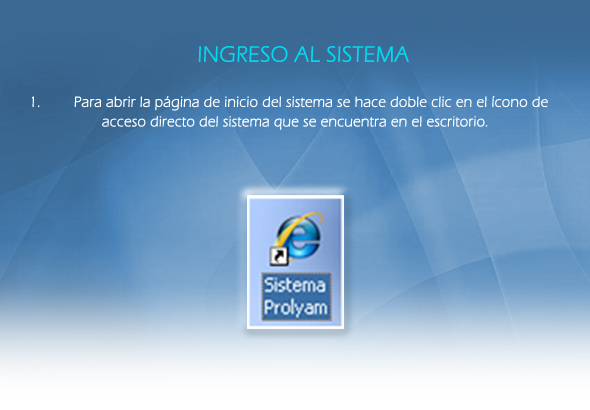 INGRESO AL SISTEMA
1. Para abrir la página de inicio del sistema se hace doble clic en el ícono de
acceso directo del sistema que se encuentra en el escritorio.
Sistema
Prolyam